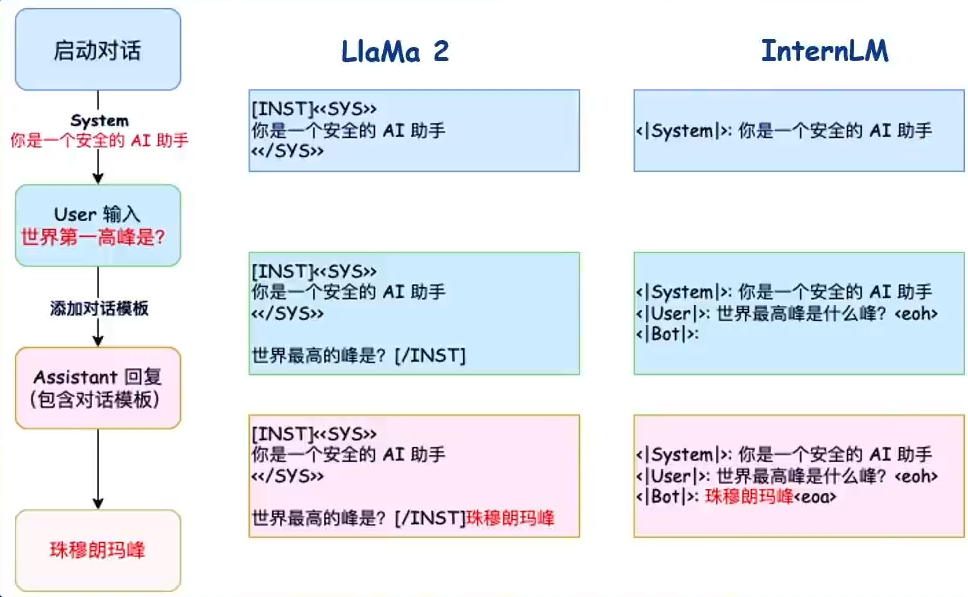 启动对话
System
你是一个安全的 AI 助手
User 输入
世界第一高峰是？
添加对话模板
Assistant 回复
（包含对话模板）
珠穆朗玛峰
LlaMa 2
[INST]<<SYS>>
你是一个安全的 AI 助手
<</SYS>>
[INST]<<SYS>>
你是一个安全的 AI 助手
<</SYS>>
世界最高的峰是？[/INST]
[INST]<<SYS>>
你是一个安全的 AI 助手
<</SYS>>
世界最高的峰是？[/INST]珠穆朗玛峰
InternLM
<|System|>: 你是一个安全的 AI 助手
<|System|>: 你是一个安全的 AI 助手
<|User|>: 世界最高峰是什么峰？<eoh>
<|Bot|>:
<|System|>: 你是一个安全的 AI 助手
<|User|>: 世界最高峰是什么峰？<eoh>
<|Bot|>: 珠穆朗玛峰<eoa>